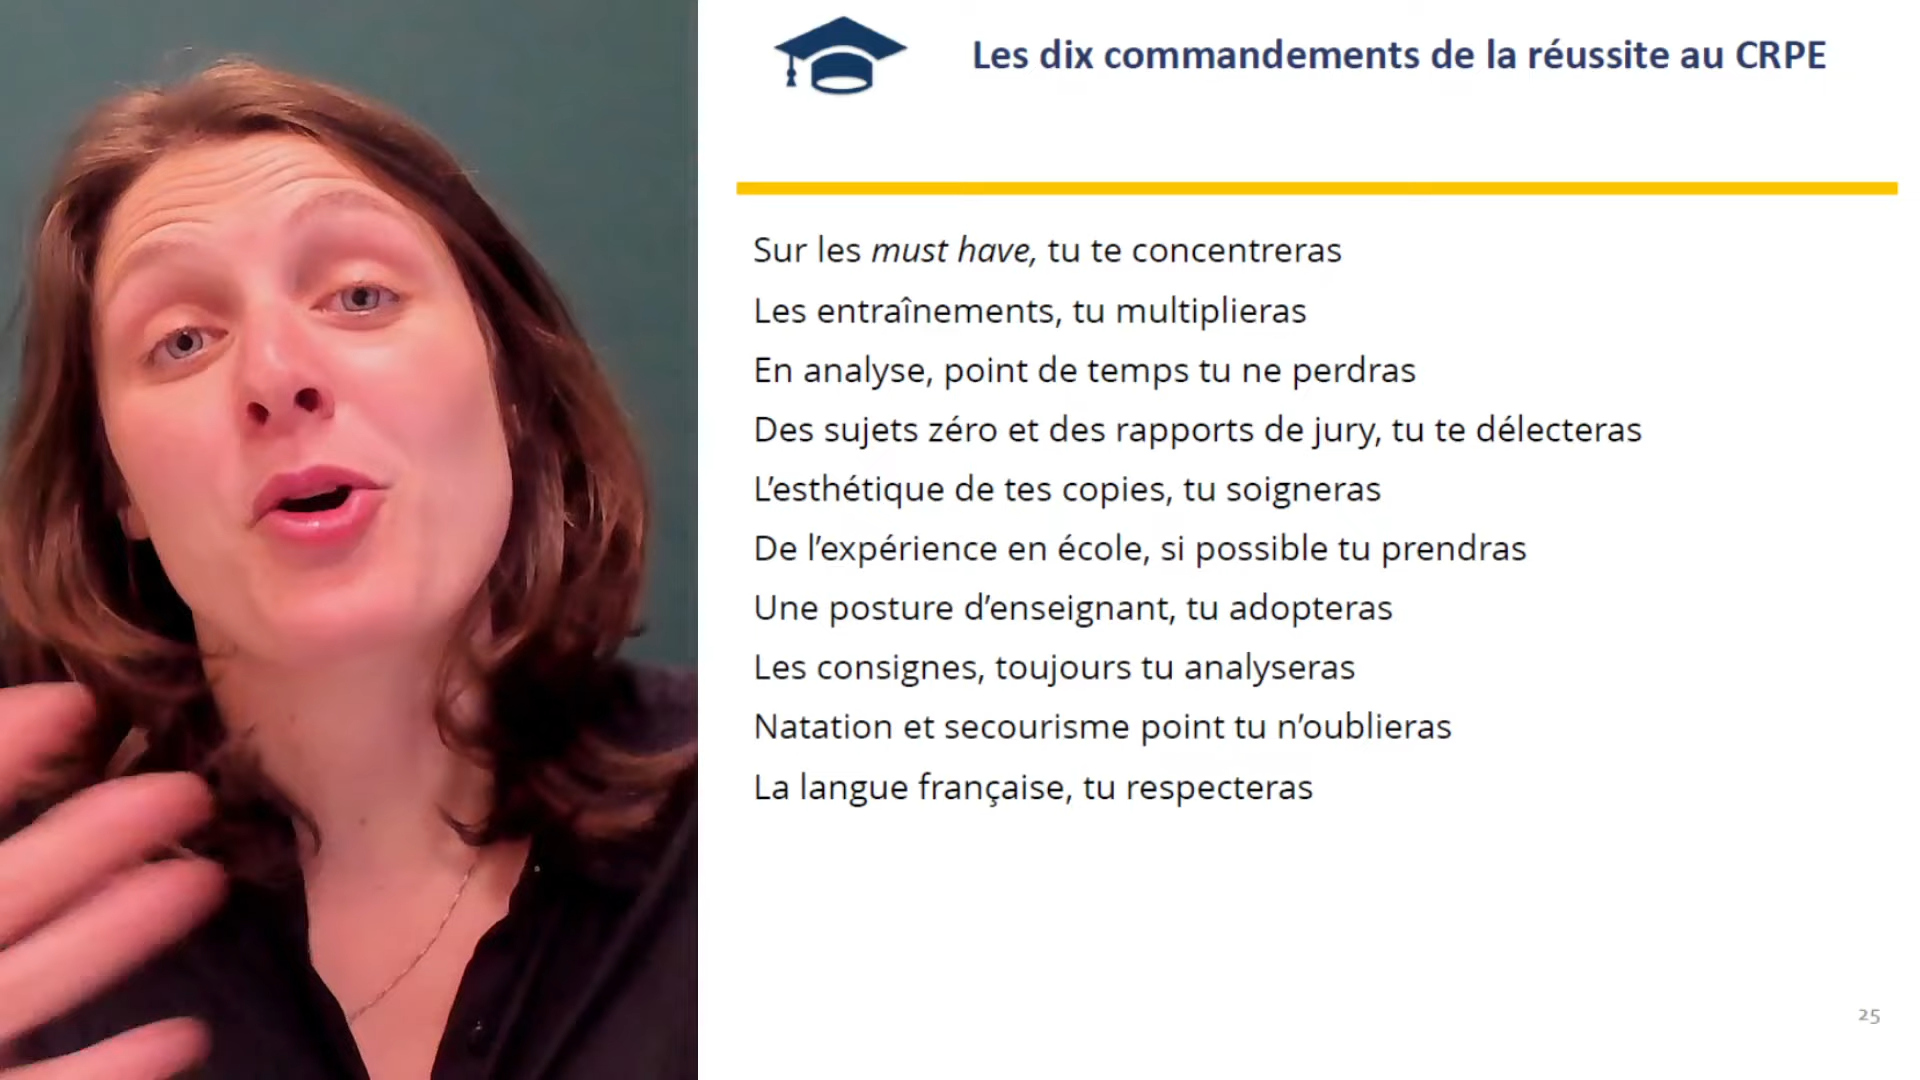 Les dix commandements de la réussite au CRPE
Sur les must have, tu te concentreras
Les entraînements, tu multiplieras
En analyse, point de temps tu ne perdras
Des sujets zéro et des rapports de jury, tu te délecteras
L’esthétique de tes copies, tu soigneras
De l’expérience en école, si possible tu prendras
Une posture d’enseignant, tu adopteras
Les consignes, toujours tu analyseras
Natation et secourisme point tu n’oublieras
La langue française, tu respecteras
25